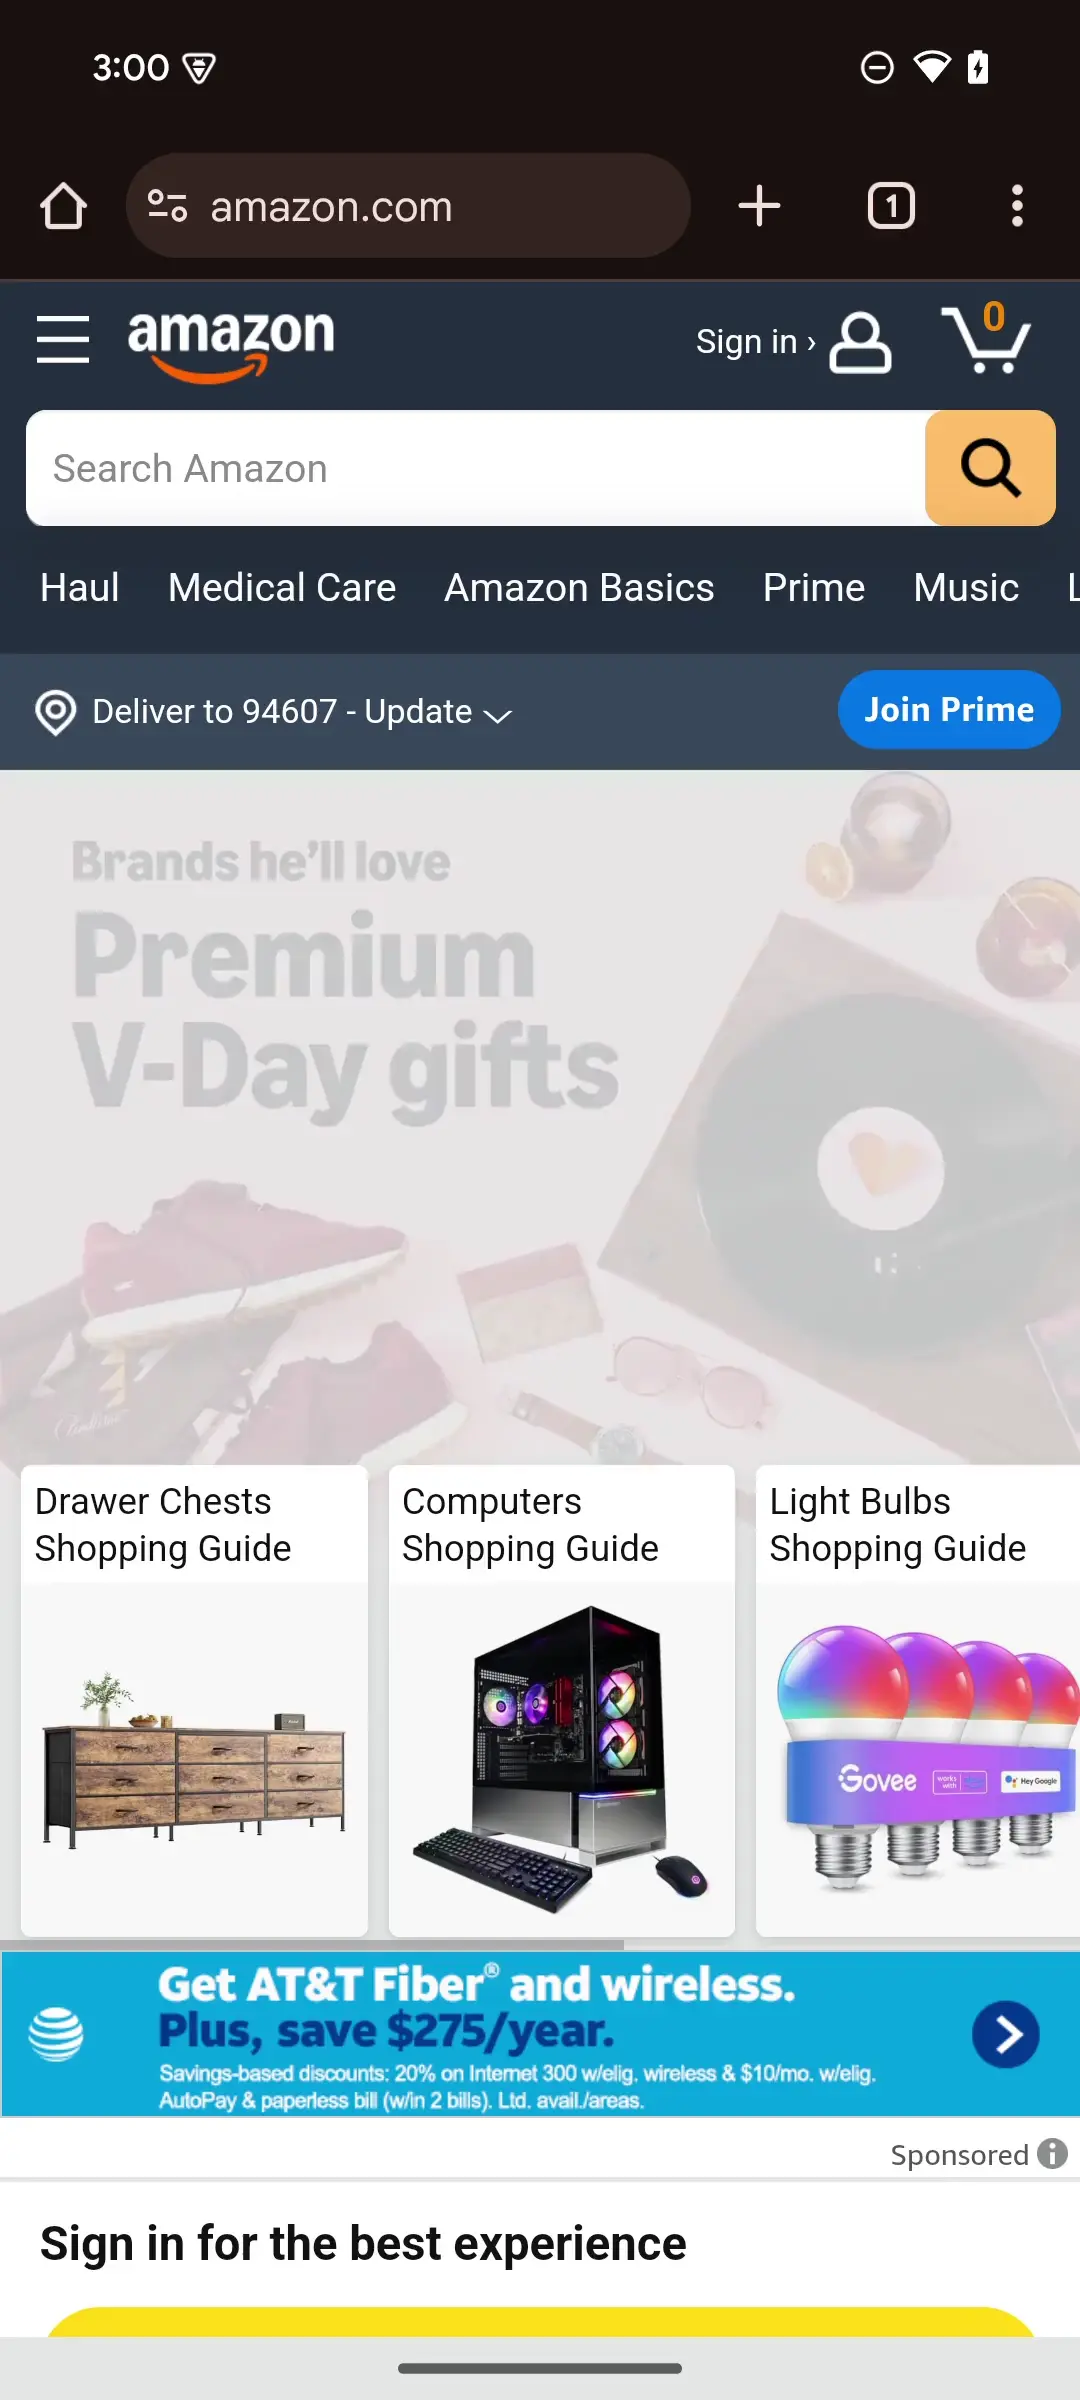 3:00
amazon.com
1
amazon
Sign in ›
0
Search Amazon
Haul Medical Care Amazon Basics Prime Music L
Deliver to 94607 - Update
Join Prime
Brands he'll love
Premium
V-Day gifts
Drawer Chests
Shopping Guide
Computers
Shopping Guide
Light Bulbs
Shopping Guide
Govee
works
with
Hey Google
Get AT&T Fiber® and wireless.
Plus, save $275/year.
Savings-based discounts: 20% on Internet 300 w/elig. wireless & $10/mo. w/elig.
AutoPay & paperless bill (w/in 2 bills). Ltd. avail./areas.
Sponsored
Sign in for the best experience